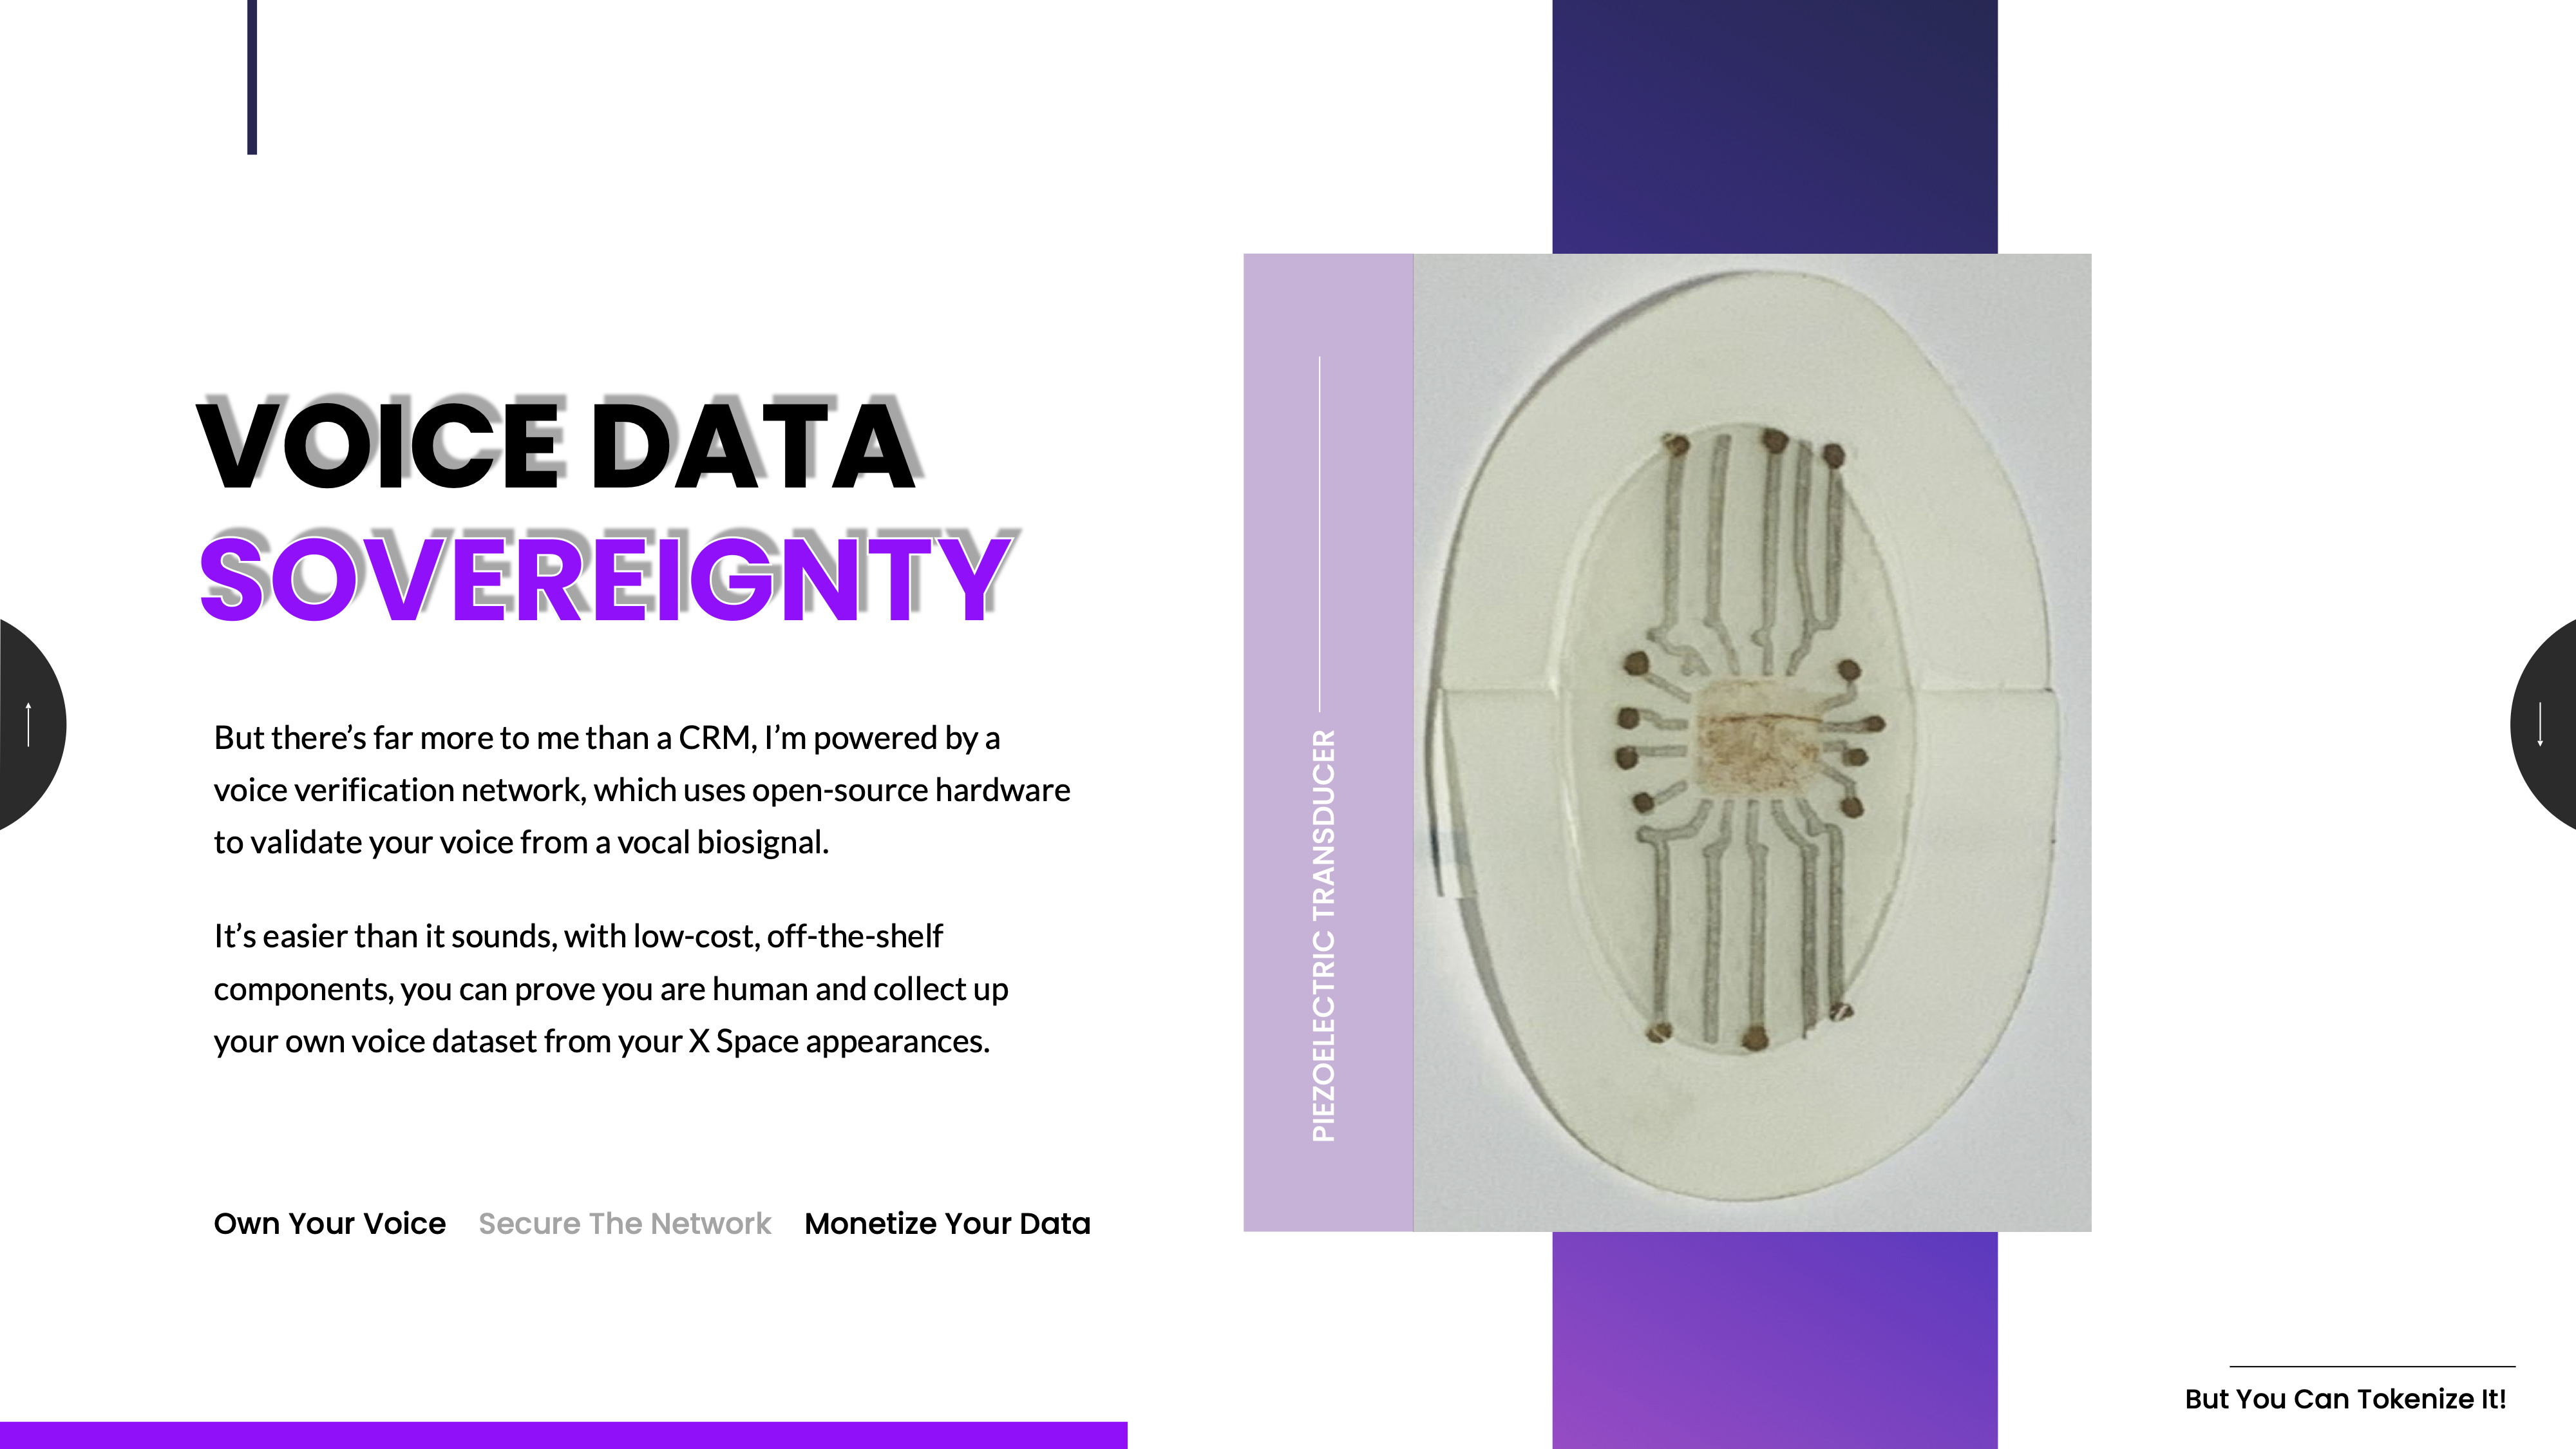 VOICE DATA
SOVEREIGNTY
But there’s far more to me than a CRM, I’m powered by a
voice verification network, which uses open-source hardware
to validate your voice from a vocal biosignal.
It’s easier than it sounds, with low-cost, off-the-shelf
components, you can prove you are human and collect up
your own voice dataset from your X Space appearances.
Own Your Voice Secure The Network Monetize Your Data
PIEZOELECTRIC TRANSDUCER
But You Can Tokenize It!